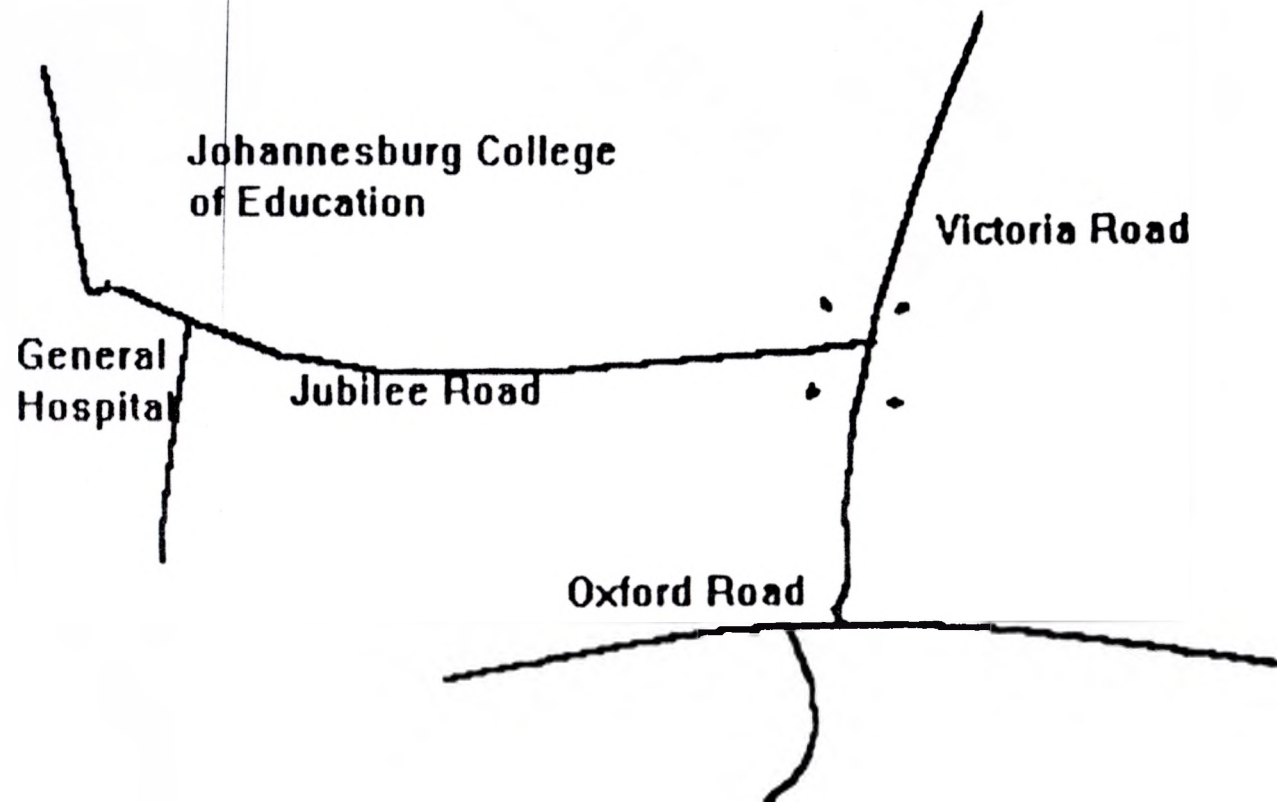 Johannesburg College
of Education
Victoria Road
General
Hospital
Jubilee Road
Oxford Road